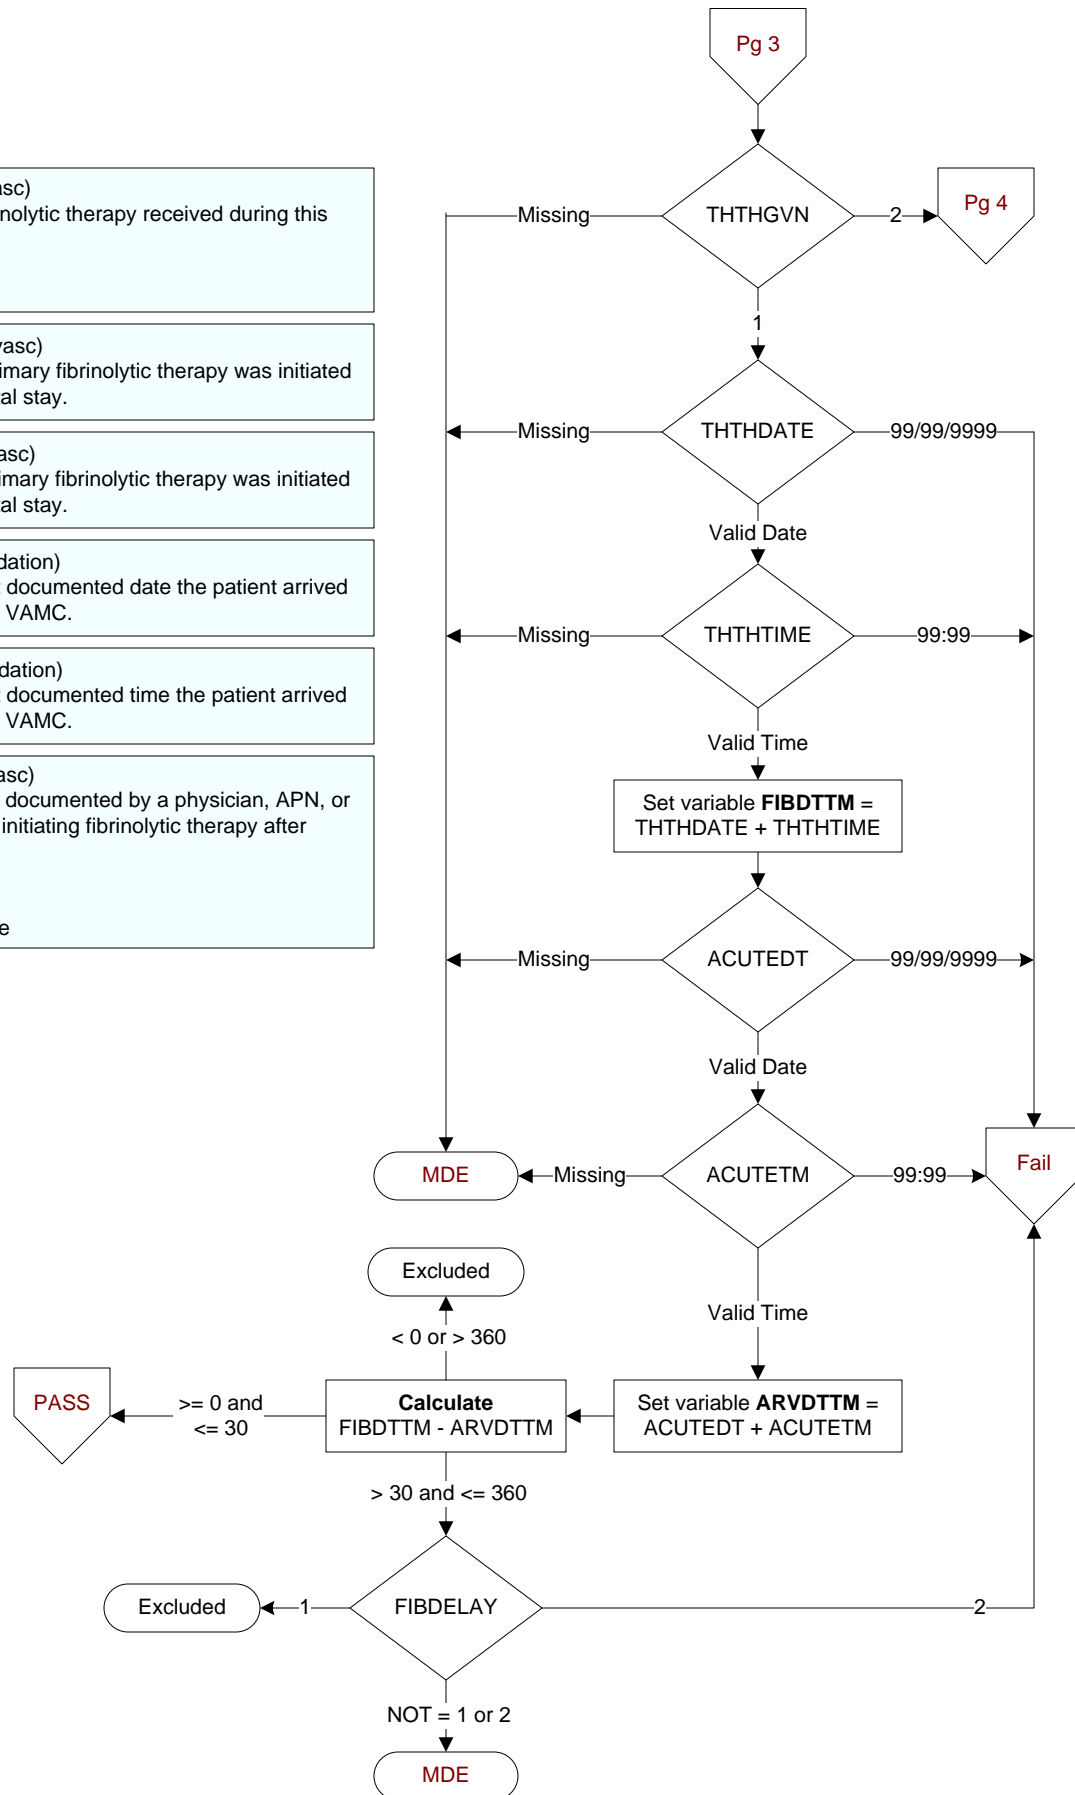 Pg 3
asc)
nolytic therapy received during this
THTHGVN
Missing
2
Pg 4
1
vasc)
imary fibrinolytic therapy was initiated
tal stay.
THTHDATE
Missing
99/99/9999
Valid Date
asc)
imary fibrinolytic therapy was initiated
tal stay.
dation)
t documented date the patient arrived
VAMC.
THTHTIME
Missing
99:99
Valid Time
dation)
t documented time the patient arrived
VAMC.
asc)
documented by a physician, APN, or
initiating fibrinolytic therapy after
e
Set variable FIBDTTM =
THTHDATE + THTHTIME
ACUTEDT
Missing
99/99/9999
Valid Date
ACUTETM
Missing
MDE
99:99
Fail
Valid Time
Excluded
< 0 or > 360
Set variable ARVDTTM =
ACUTEDT + ACUTETM
Calculate
FIBDTTM - ARVDTTM
>= 0 and
<= 30
PASS
> 30 and <= 360
FIBDELAY
1
Excluded
2
NOT = 1 or 2
MDE